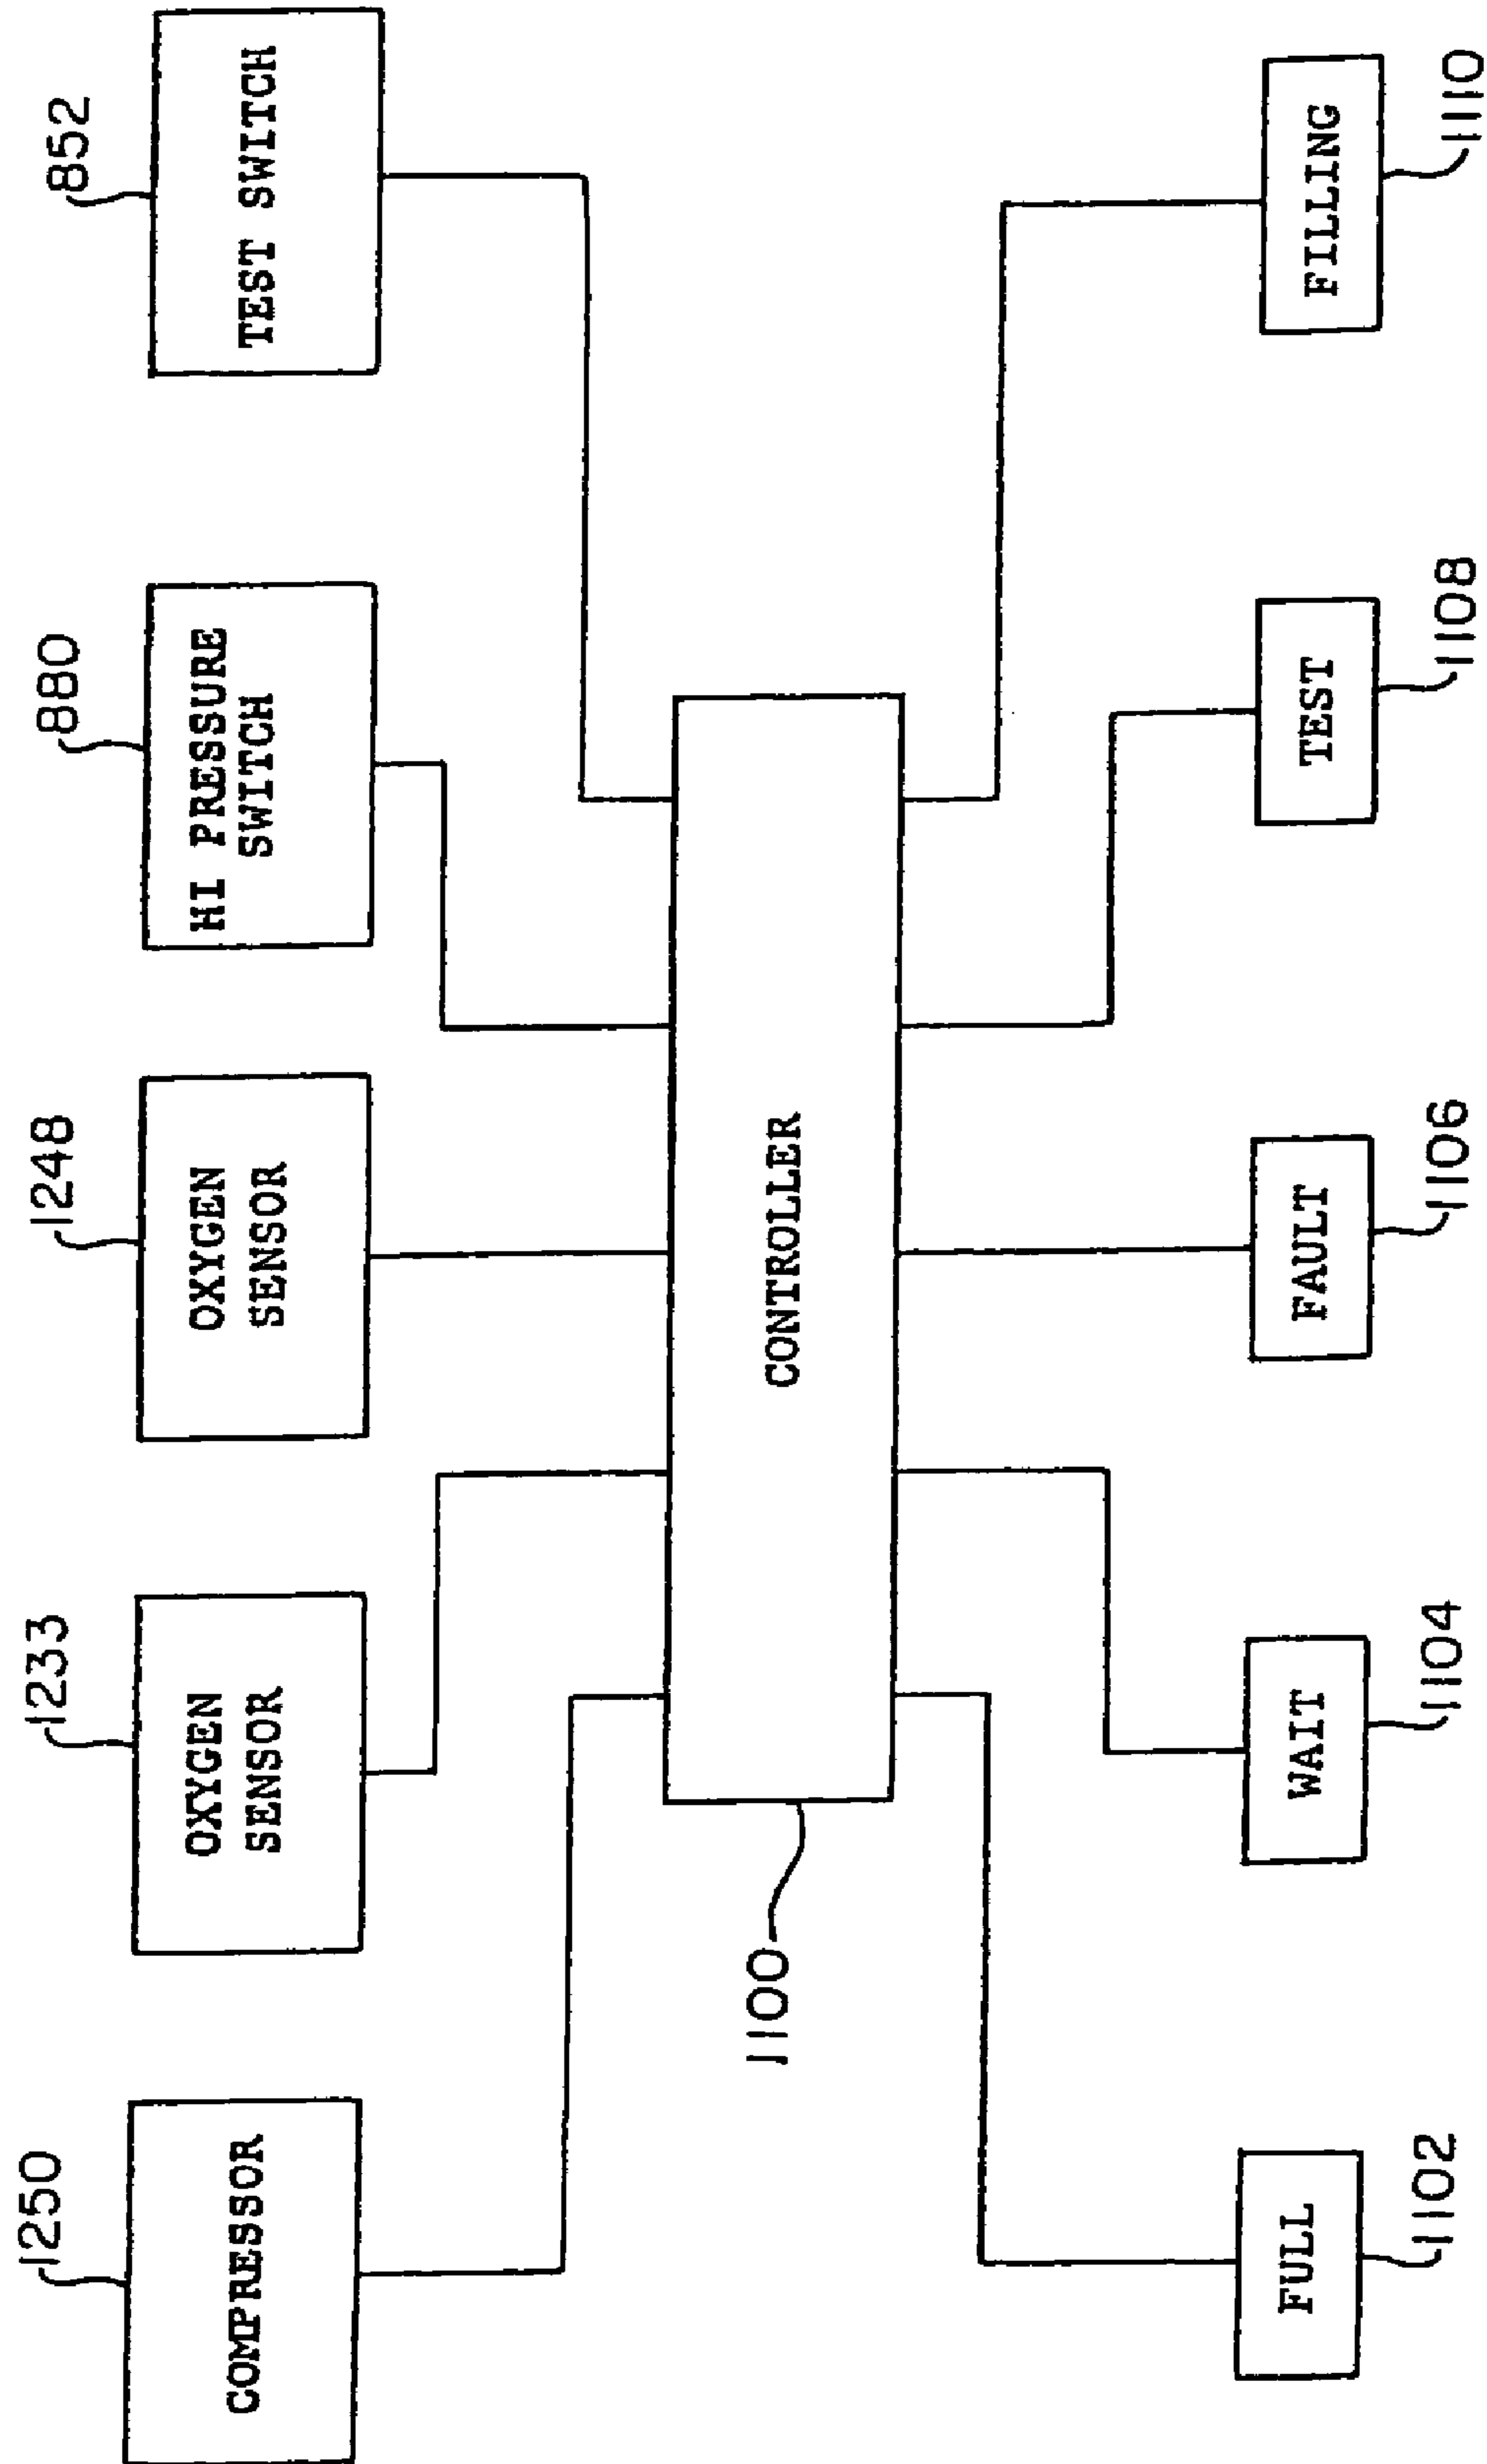 1250
COMPRESSOR
1233
OXYGEN
SENSOR
1248
OXYGEN
SENSOR
880
HI PRESSURE
SWITCH
852
TEST SWITCH
1100
CONTROLLER
FULL
1102
WAIT
1104
FAULT
1106
TEST
1108
FILLING
1110